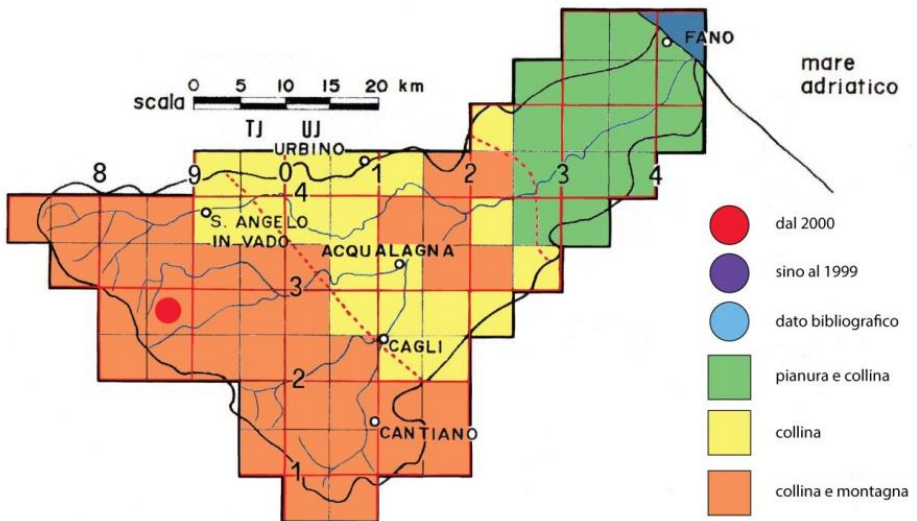 FANO
mare
adriatico
scala
0 5 10 15 20 km
TJ UJ
URBINO
8 9 0 1 2 3 4
4
S. ANGELO
IN VADO
ACQUALAGNA
3
CAGLI
2
CANTIANO
1
dal 2000
sino al 1999
dato bibliografico
pianura e collina
collina
collina e montagna